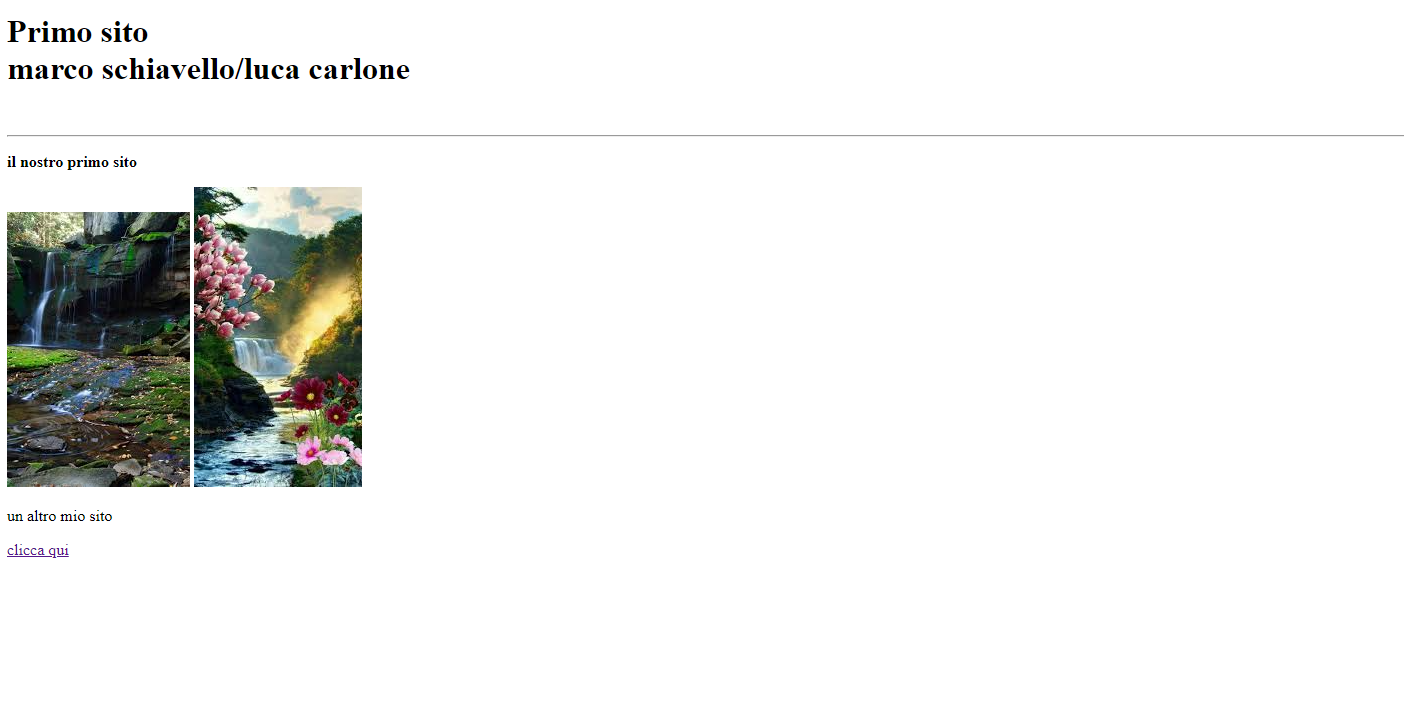 Primo sito
marco schiavello/luca carlone
il nostro primo sito
un altro mio sito
clicca qui